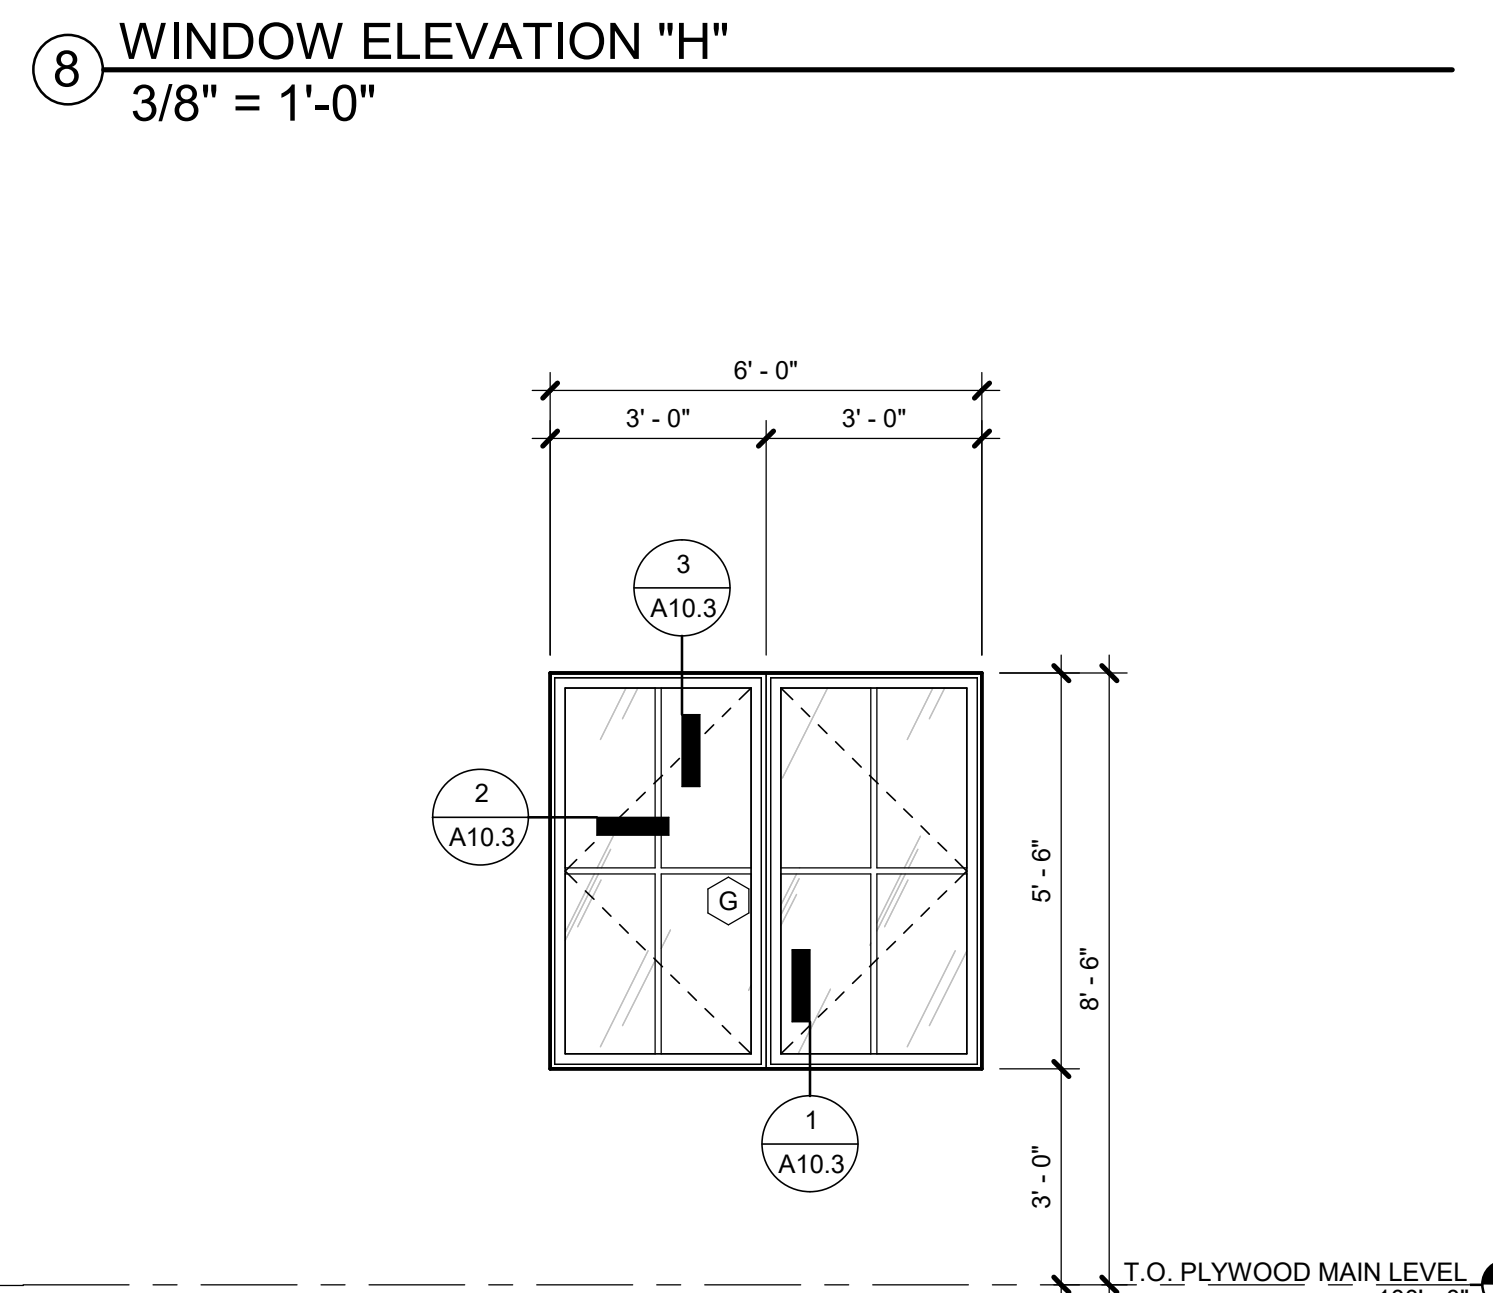 8
WINDOW ELEVATION "H"
3/8" = 1'-0"
6' - 0"
3' - 0"
3' - 0"
3
A10.3
2
A10.3
G
5' - 6"
8' - 6"
1
A10.3
3' - 0"
T.O. PLYWOOD MAIN LEVEL